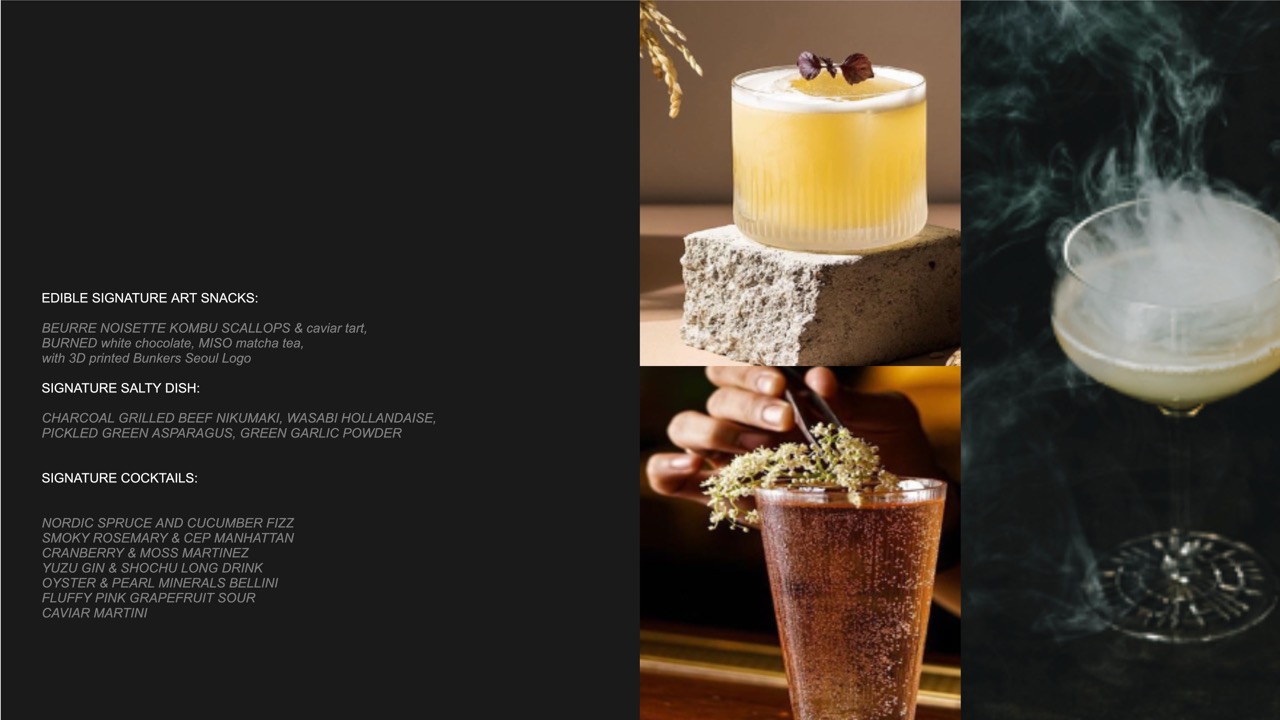 EDIBLE SIGNATURE ART SNACKS:
BEURRE NOISETTE KOMBU SCALLOPS & caviar tart,
BURNED white chocolate, MISO matcha tea,
with 3D printed Bunkers Seoul Logo
SIGNATURE SALTY DISH:
CHARCOAL GRILLED BEEF NIKUMAKI, WASABI HOLLANDAISE,
PICKLED GREEN ASPARAGUS, GREEN GARLIC POWDER
SIGNATURE COCKTAILS:
NORDIC SPRUCE AND CUCUMBER FIZZ
SMOKY ROSEMARY & CEP MANHATTAN
CRANBERRY & MOSS MARTINEZ
YUZU GIN & SHOCHU LONG DRINK
OYSTER & PEARL MINERALS BELLINI
FLUFFY PINK GRAPEFRUIT SOUR
CAVIAR MARTINI